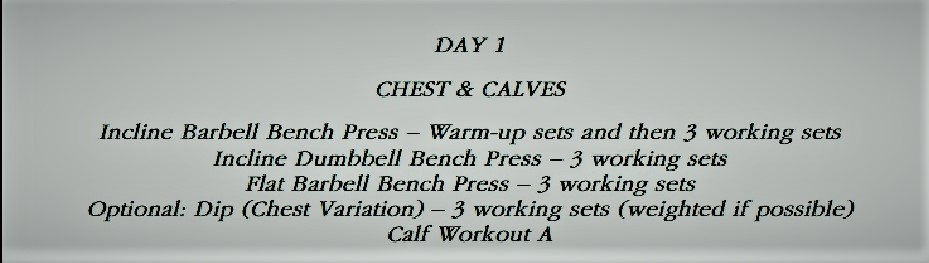 DAY 1
CHEST & CALVES
Incline Barbell Bench Press – Warm-up sets and then 3 working sets
Incline Dumbbell Bench Press – 3 working sets
Flat Barbell Bench Press – 3 working sets
Optional: Dip (Chest Variation) – 3 working sets (weighted if possible)
Calf Workout A